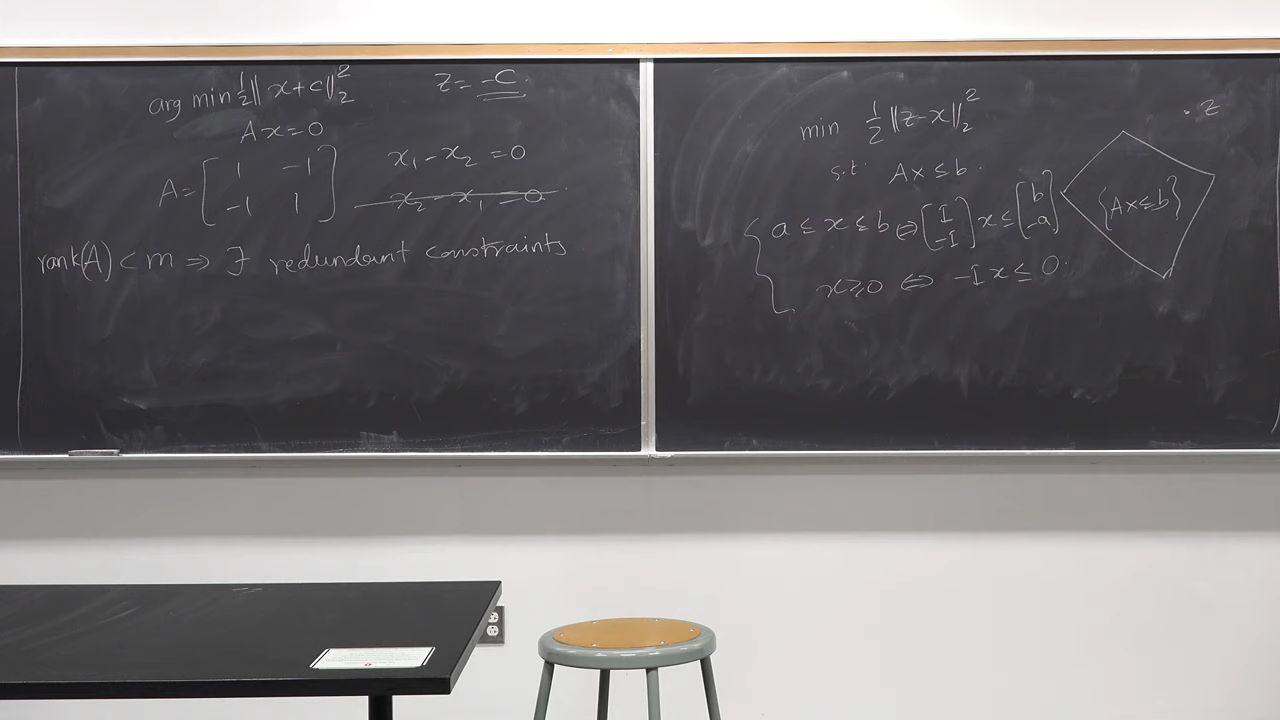 arg min ½‖x+c‖₂²
z = -c
Ax=0
A = [1 -1; -1 1]
x₁ - x₂ = 0
x₂ - x₁ = 0
rank(A) < m ⇒ ∃ redundant constraints
min ½‖z-x‖₂²
s.t. Ax ≤ b.
a ≤ x ≤ b ⇔ [I; -I] x ≤ [b; -a]
x ≥ 0 ⇔ -I x ≤ 0.
. z
{Ax ≤ b}